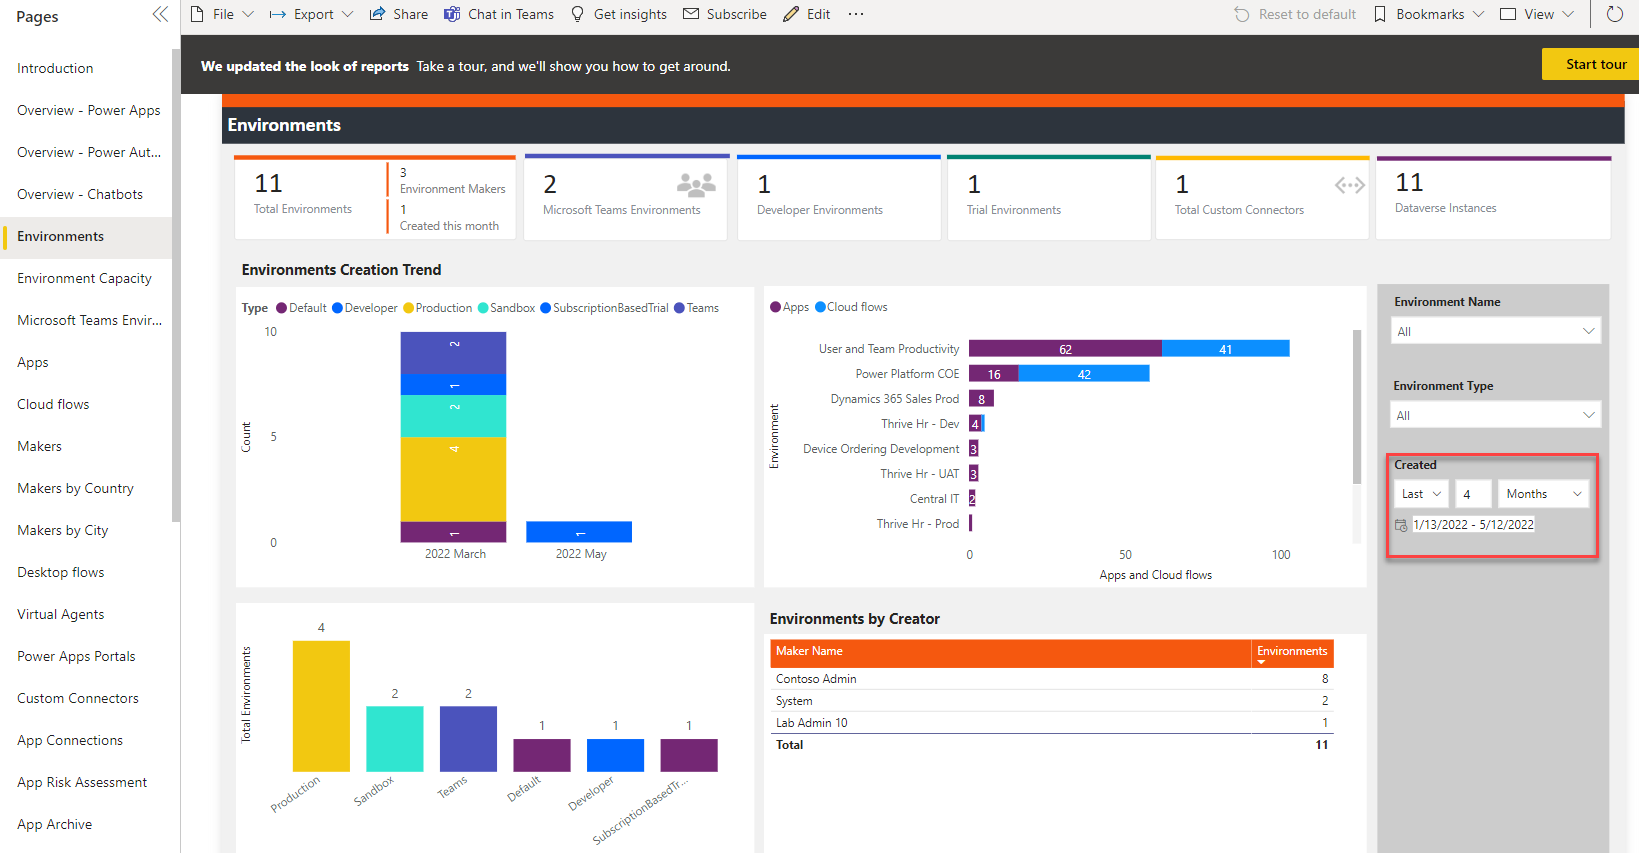 Pages
Introduction
Overview - Power Apps
Overview - Power Aut...
Overview - Chatbots
Environments
Environment Capacity
Microsoft Teams Envir...
Apps
Cloud flows
Makers
Makers by Country
Makers by City
Desktop flows
Virtual Agents
Power Apps Portals
Custom Connectors
App Connections
App Risk Assessment
App Archive
File Export Share Chat in Teams Get insights Subscribe Edit ... Reset to default Bookmarks View
We updated the look of reports Take a tour, and we'll show you how to get around. Start tour
Environments
11
Total Environments
3
Environment Makers
1
Created this month
2
Microsoft Teams Environments
1
Developer Environments
1
Trial Environments
1
Total Custom Connectors
11
Dataverse Instances
Environments Creation Trend
Type Default Developer Production Sandbox SubscriptionBasedTrial Teams
Count
10
5
0
2
1
2
4
1
1
2022 March 2022 May
Apps Cloud flows
Environment
User and Team Productivity 62 41
Power Platform COE 16 42
Dynamics 365 Sales Prod 8
Thrive Hr - Dev 4
Device Ordering Development 3
Thrive Hr - UAT 3
Central IT 2
Thrive Hr - Prod
0 50 100
Apps and Cloud flows
Environment Name
All
Environment Type
All
Created
Last 4 Months
1/13/2022 - 5/12/2022
Total Environments
4 2 2 1 1 1
Production Sandbox Teams Default Developer SubscriptionBasedTr...
Environments by Creator
Maker Name Environments
Contoso Admin 8
System 2
Lab Admin 10 1
Total 11